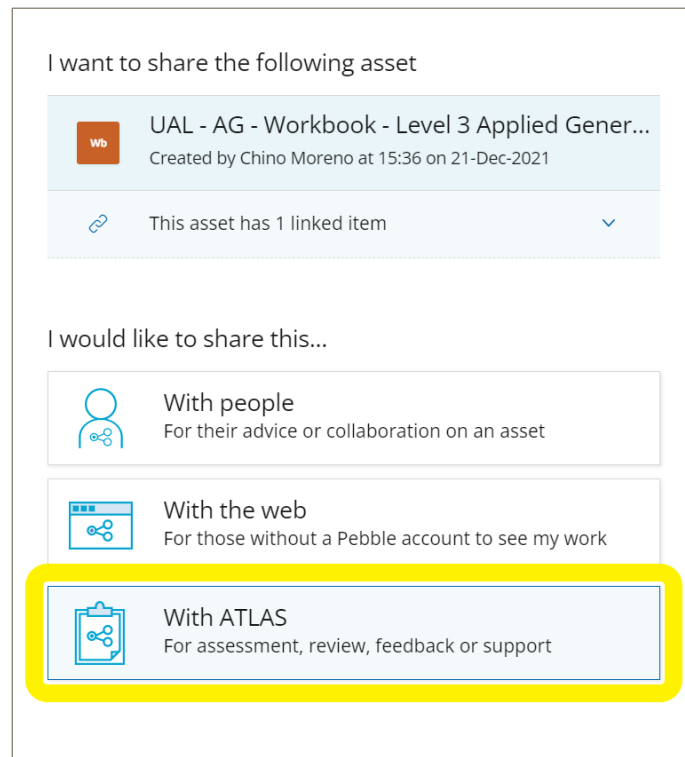 I want to share the following asset
Wb
UAL - AG - Workbook - Level 3 Applied Gener...
Created by Chino Moreno at 15:36 on 21-Dec-2021
This asset has 1 linked item
I would like to share this...
With people
For their advice or collaboration on an asset
With the web
For those without a Pebble account to see my work
With ATLAS
For assessment, review, feedback or support